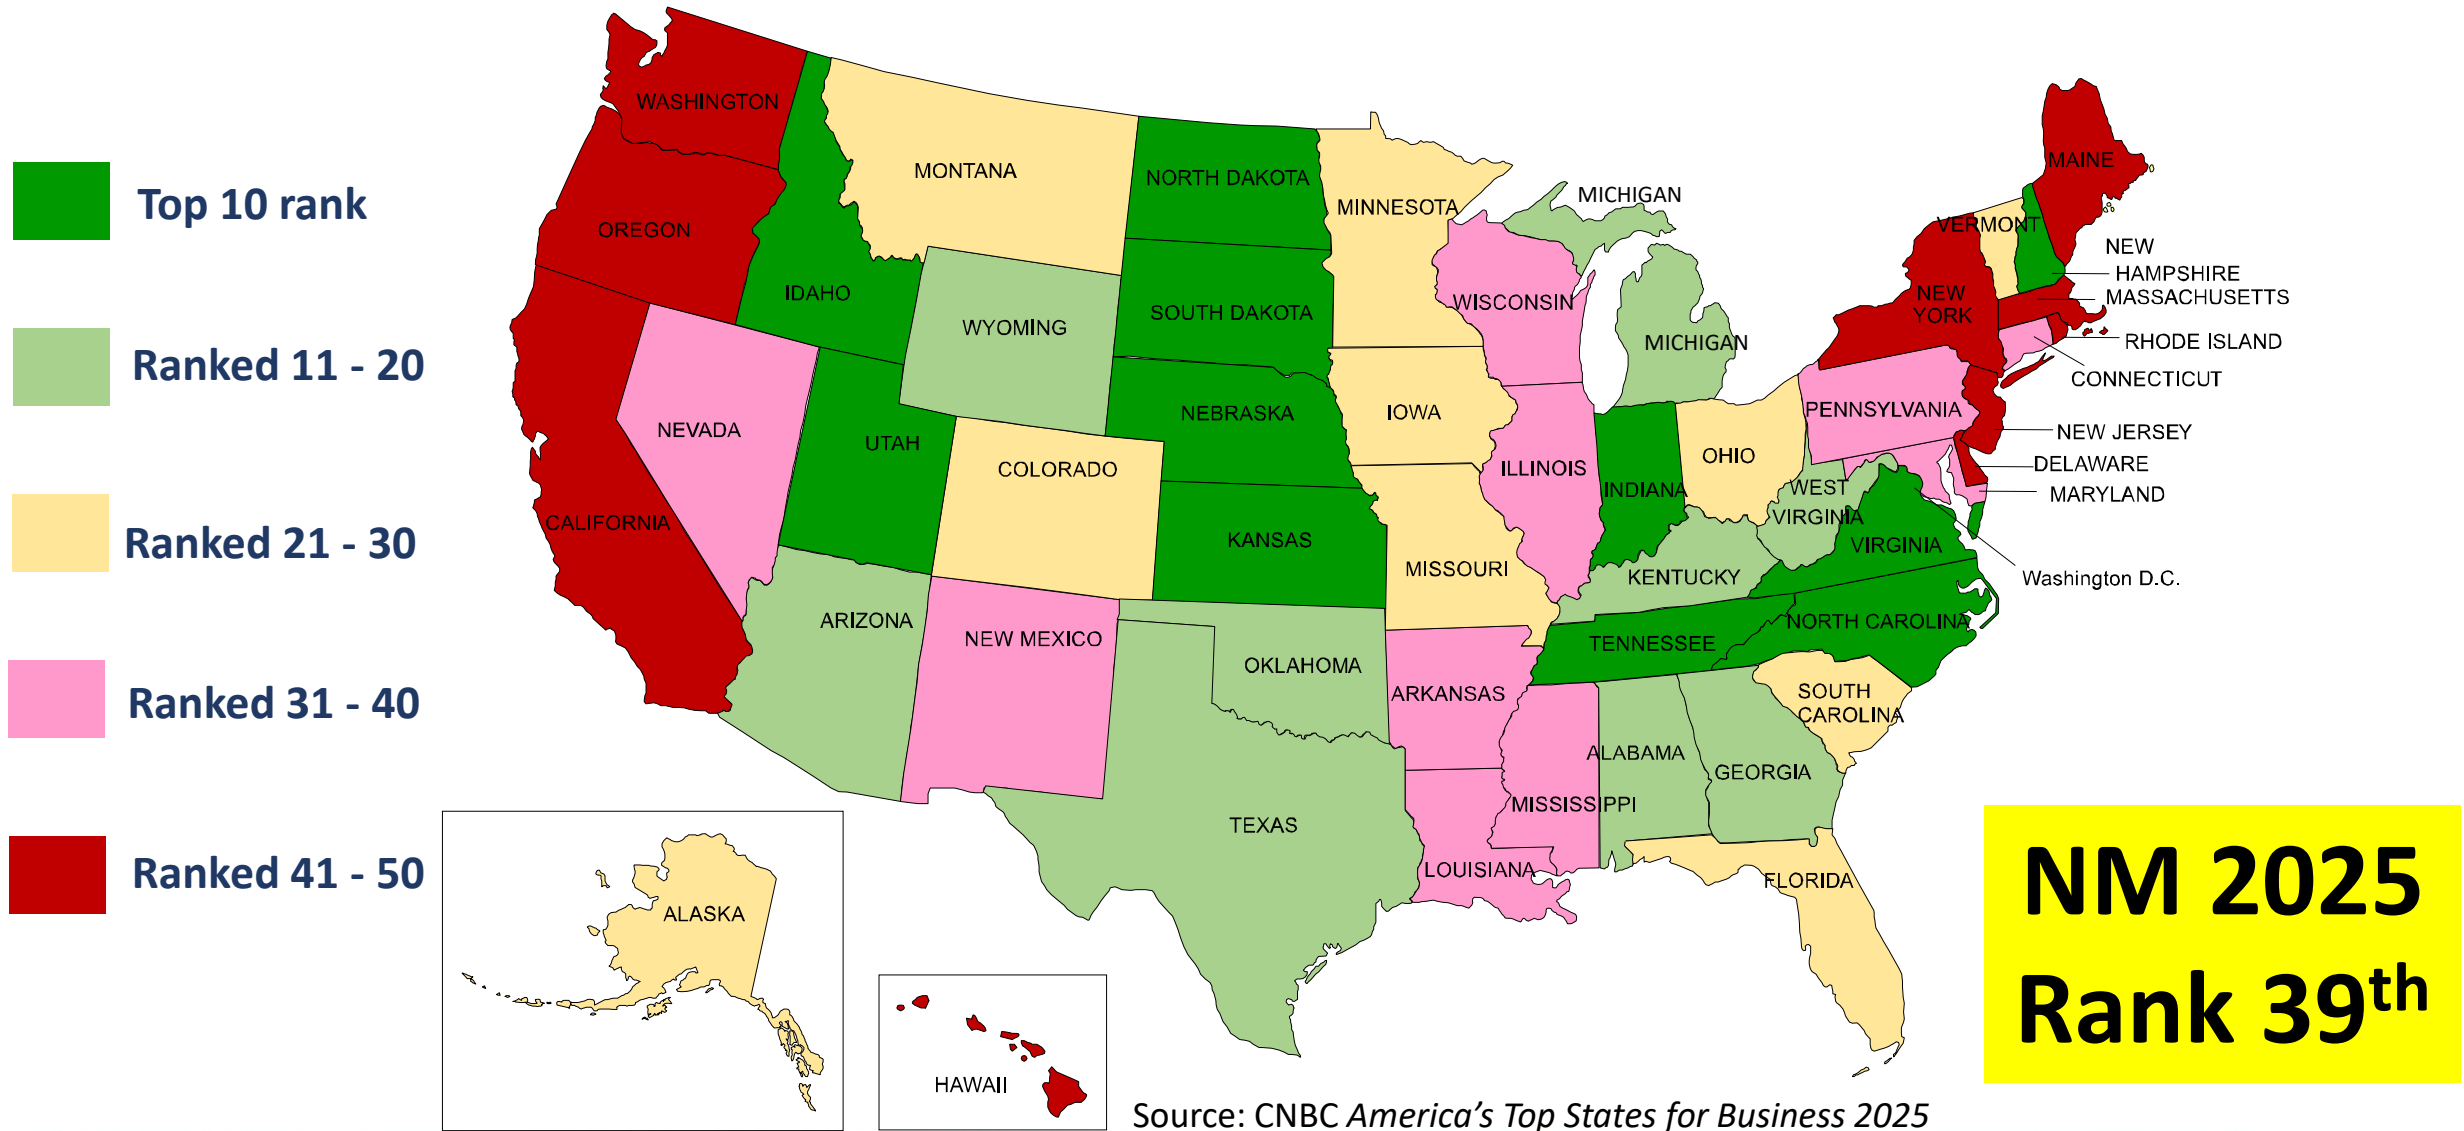 Top 10 rank
Ranked 11 - 20
Ranked 21 - 30
Ranked 31 - 40
Ranked 41 - 50
WASHINGTON
OREGON
CALIFORNIA
IDAHO
NEVADA
MONTANA
WYOMING
UTAH
COLORADO
ARIZONA
NEW MEXICO
NORTH DAKOTA
SOUTH DAKOTA
NEBRASKA
KANSAS
OKLAHOMA
TEXAS
MINNESOTA
IOWA
MISSOURI
ARKANSAS
LOUISIANA
WISCONSIN
ILLINOIS
MICHIGAN
MICHIGAN
INDIANA
OHIO
KENTUCKY
TENNESSEE
MISSISSIPPI
ALABAMA
GEORGIA
FLORIDA
SOUTH
CAROLINA
NORTH CAROLINA
VIRGINIA
WEST
VIRGINIA
PENNSYLVANIA
NEW
YORK
VERMONT
MAINE
NEW
HAMPSHIRE
MASSACHUSETTS
RHODE ISLAND
CONNECTICUT
NEW JERSEY
DELAWARE
MARYLAND
Washington D.C.
ALASKA
HAWAII
NM 2025
Rank 39th
Source: CNBC America's Top States for Business 2025